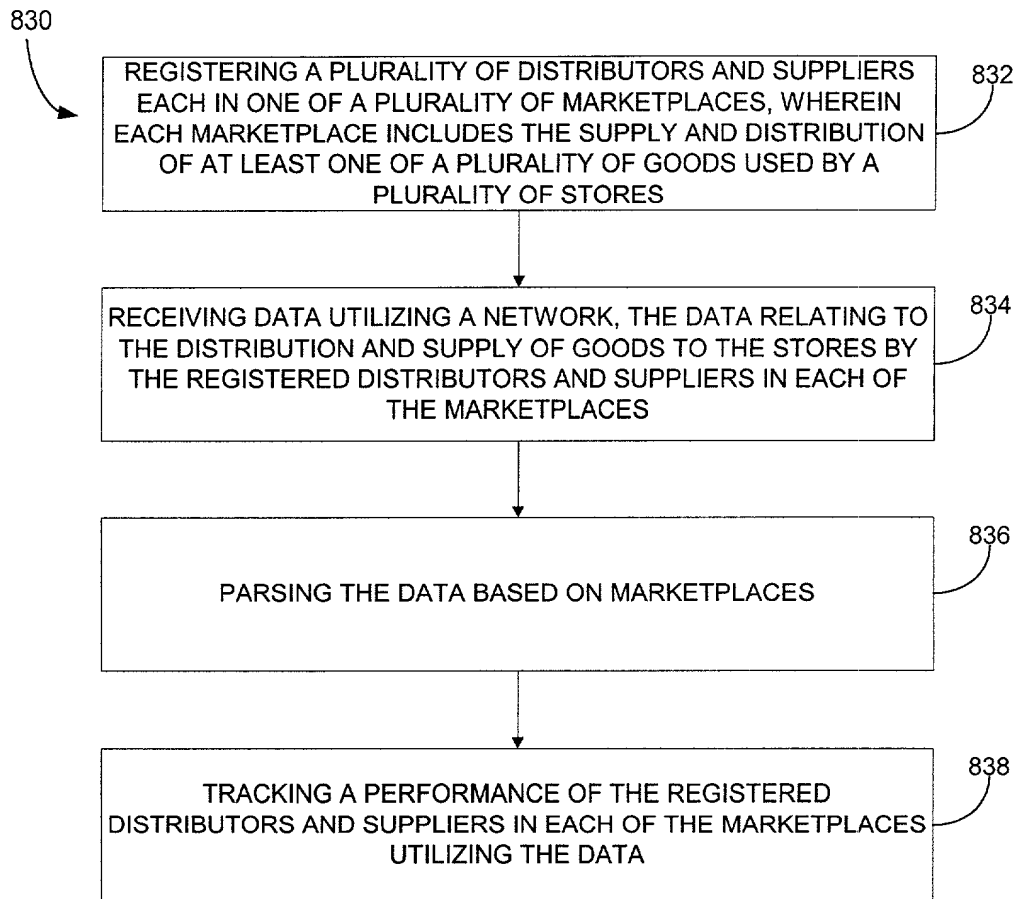 830
REGISTERING A PLURALITY OF DISTRIBUTORS AND SUPPLIERS
EACH IN ONE OF A PLURALITY OF MARKETPLACES, WHEREIN
EACH MARKETPLACE INCLUDES THE SUPPLY AND DISTRIBUTION
OF AT LEAST ONE OF A PLURALITY OF GOODS USED BY A
PLURALITY OF STORES
832
RECEIVING DATA UTILIZING A NETWORK, THE DATA RELATING TO
THE DISTRIBUTION AND SUPPLY OF GOODS TO THE STORES BY
THE REGISTERED DISTRIBUTORS AND SUPPLIERS IN EACH OF
THE MARKETPLACES
834
PARSING THE DATA BASED ON MARKETPLACES
836
TRACKING A PERFORMANCE OF THE REGISTERED
DISTRIBUTORS AND SUPPLIERS IN EACH OF THE MARKETPLACES
UTILIZING THE DATA
838